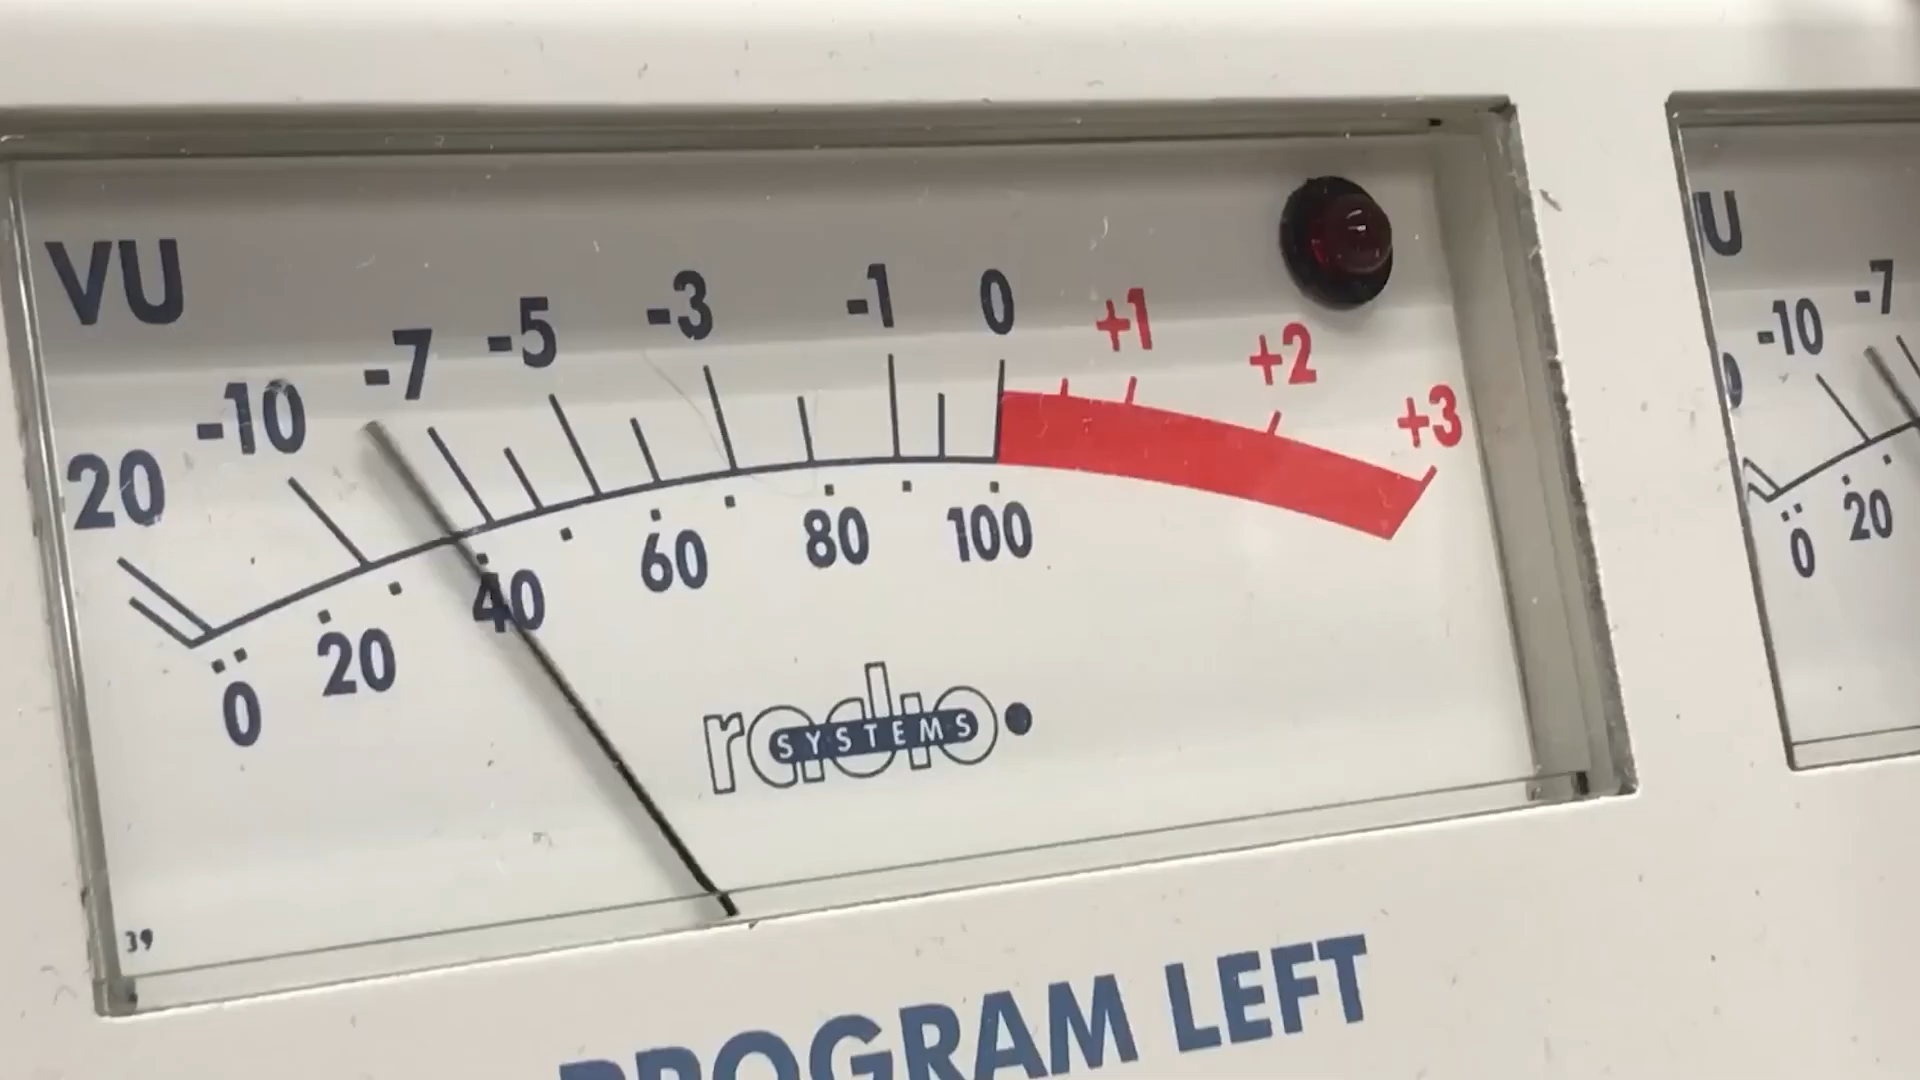 VU
20 -10 -7 -5 -3 -1 0 +1 +2 +3
0 20 40 60 80 100
radio
SYSTEMS
39
PROGRAM LEFT
U
-10 -7
0 20